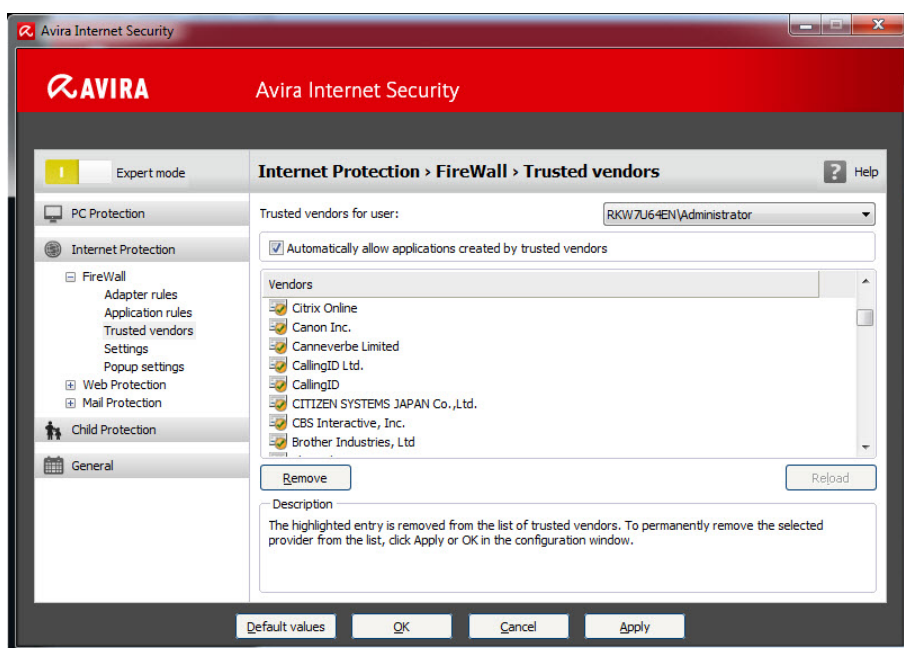 Avira Internet Security
AVIRA
Avira Internet Security
Expert mode
Internet Protection › FireWall › Trusted vendors
? Help
PC Protection
Internet Protection
FireWall
Adapter rules
Application rules
Trusted vendors
Settings
Popup settings
Web Protection
Mail Protection
Child Protection
General
Trusted vendors for user:
RKW7U64EN\Administrator
Automatically allow applications created by trusted vendors
Vendors
Citrix Online
Canon Inc.
Canneverbe Limited
CallingID Ltd.
CallingID
CITIZEN SYSTEMS JAPAN Co.,Ltd.
CBS Interactive, Inc.
Brother Industries, Ltd
Remove
Reload
Description
The highlighted entry is removed from the list of trusted vendors. To permanently remove the selected
provider from the list, click Apply or OK in the configuration window.
Default values
OK
Cancel
Apply